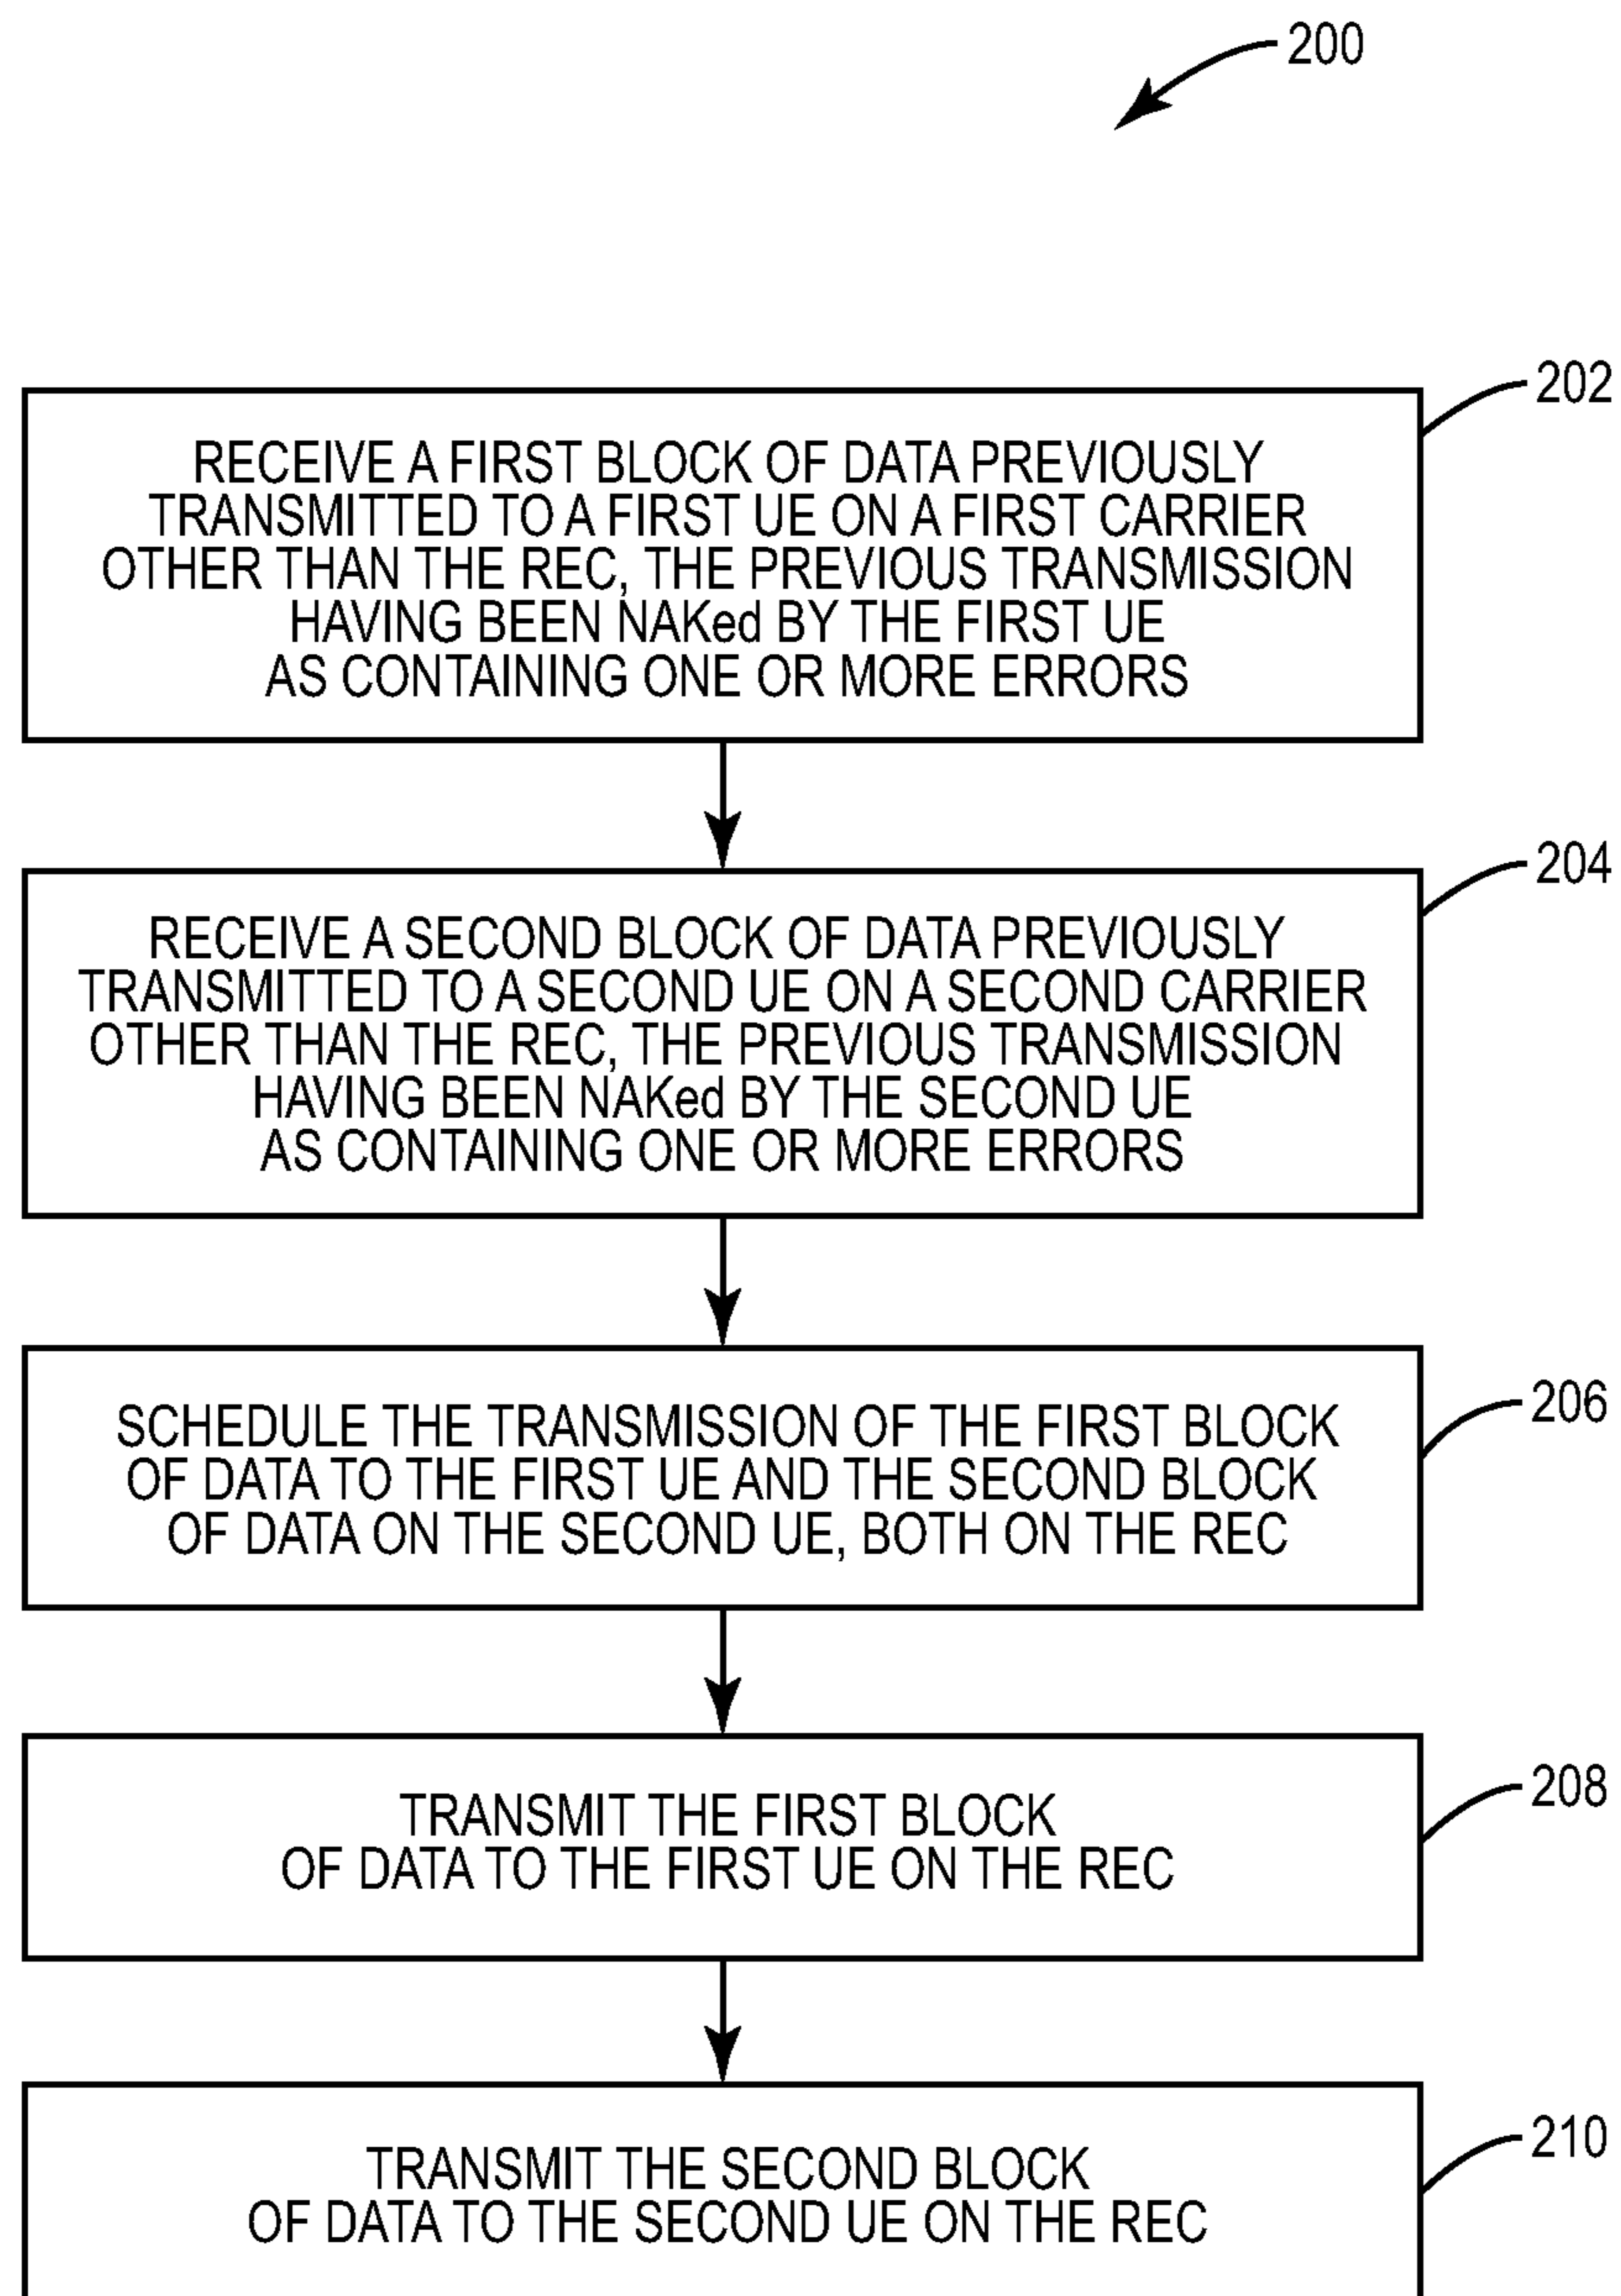 200
202
RECEIVE A FIRST BLOCK OF DATA PREVIOUSLY
TRANSMITTED TO A FIRST UE ON A FIRST CARRIER
OTHER THAN THE REC, THE PREVIOUS TRANSMISSION
HAVING BEEN NAKed BY THE FIRST UE
AS CONTAINING ONE OR MORE ERRORS
204
RECEIVE A SECOND BLOCK OF DATA PREVIOUSLY
TRANSMITTED TO A SECOND UE ON A SECOND CARRIER
OTHER THAN THE REC, THE PREVIOUS TRANSMISSION
HAVING BEEN NAKed BY THE SECOND UE
AS CONTAINING ONE OR MORE ERRORS
206
SCHEDULE THE TRANSMISSION OF THE FIRST BLOCK
OF DATA TO THE FIRST UE AND THE SECOND BLOCK
OF DATA ON THE SECOND UE, BOTH ON THE REC
208
TRANSMIT THE FIRST BLOCK
OF DATA TO THE FIRST UE ON THE REC
210
TRANSMIT THE SECOND BLOCK
OF DATA TO THE SECOND UE ON THE REC